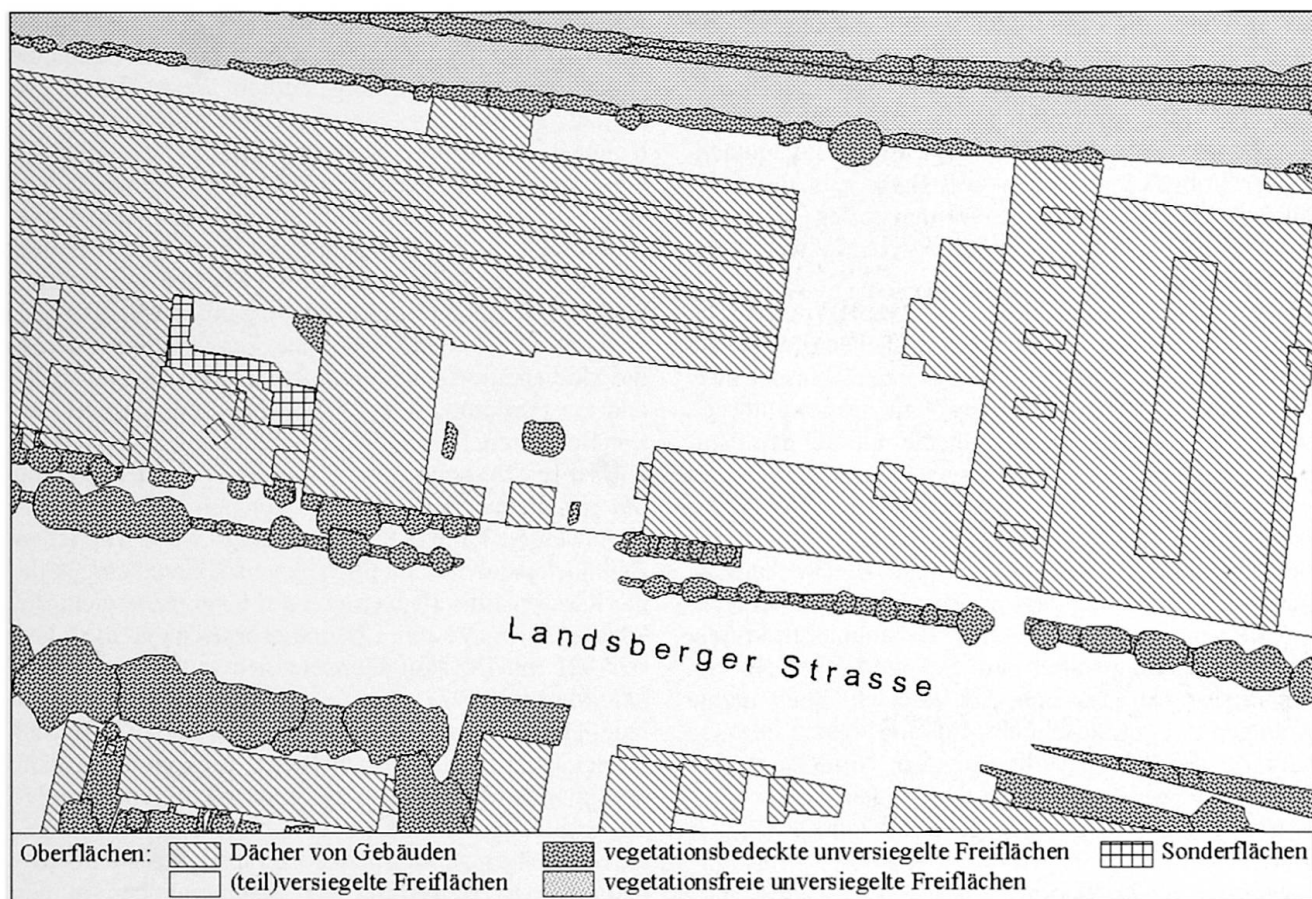 Landsberger Strasse
Oberflächen: Dächer von Gebäuden vegetationsbedeckte unversiegelte Freiflächen Sonderflächen
(teil)versiegelte Freiflächen vegetationsfreie unversiegelte Freiflächen